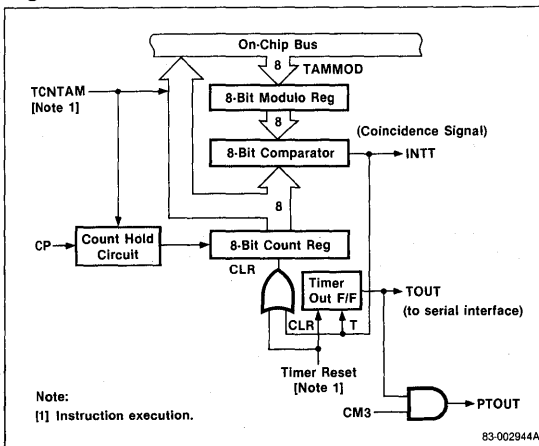 On-Chip Bus
8
TAMMOD
TCNTAM
[Note 1]
8-Bit Modulo Reg
8
(Coincidence Signal)
8-Bit Comparator
INTT
8
CP
Count Hold
Circuit
8-Bit Count Reg
CLR
Timer
Out F/F
TOUT
(to serial interface)
CLR
T
Timer Reset
[Note 1]
Note:
[1] Instruction execution.
CM3
PTOUT
83-002944A